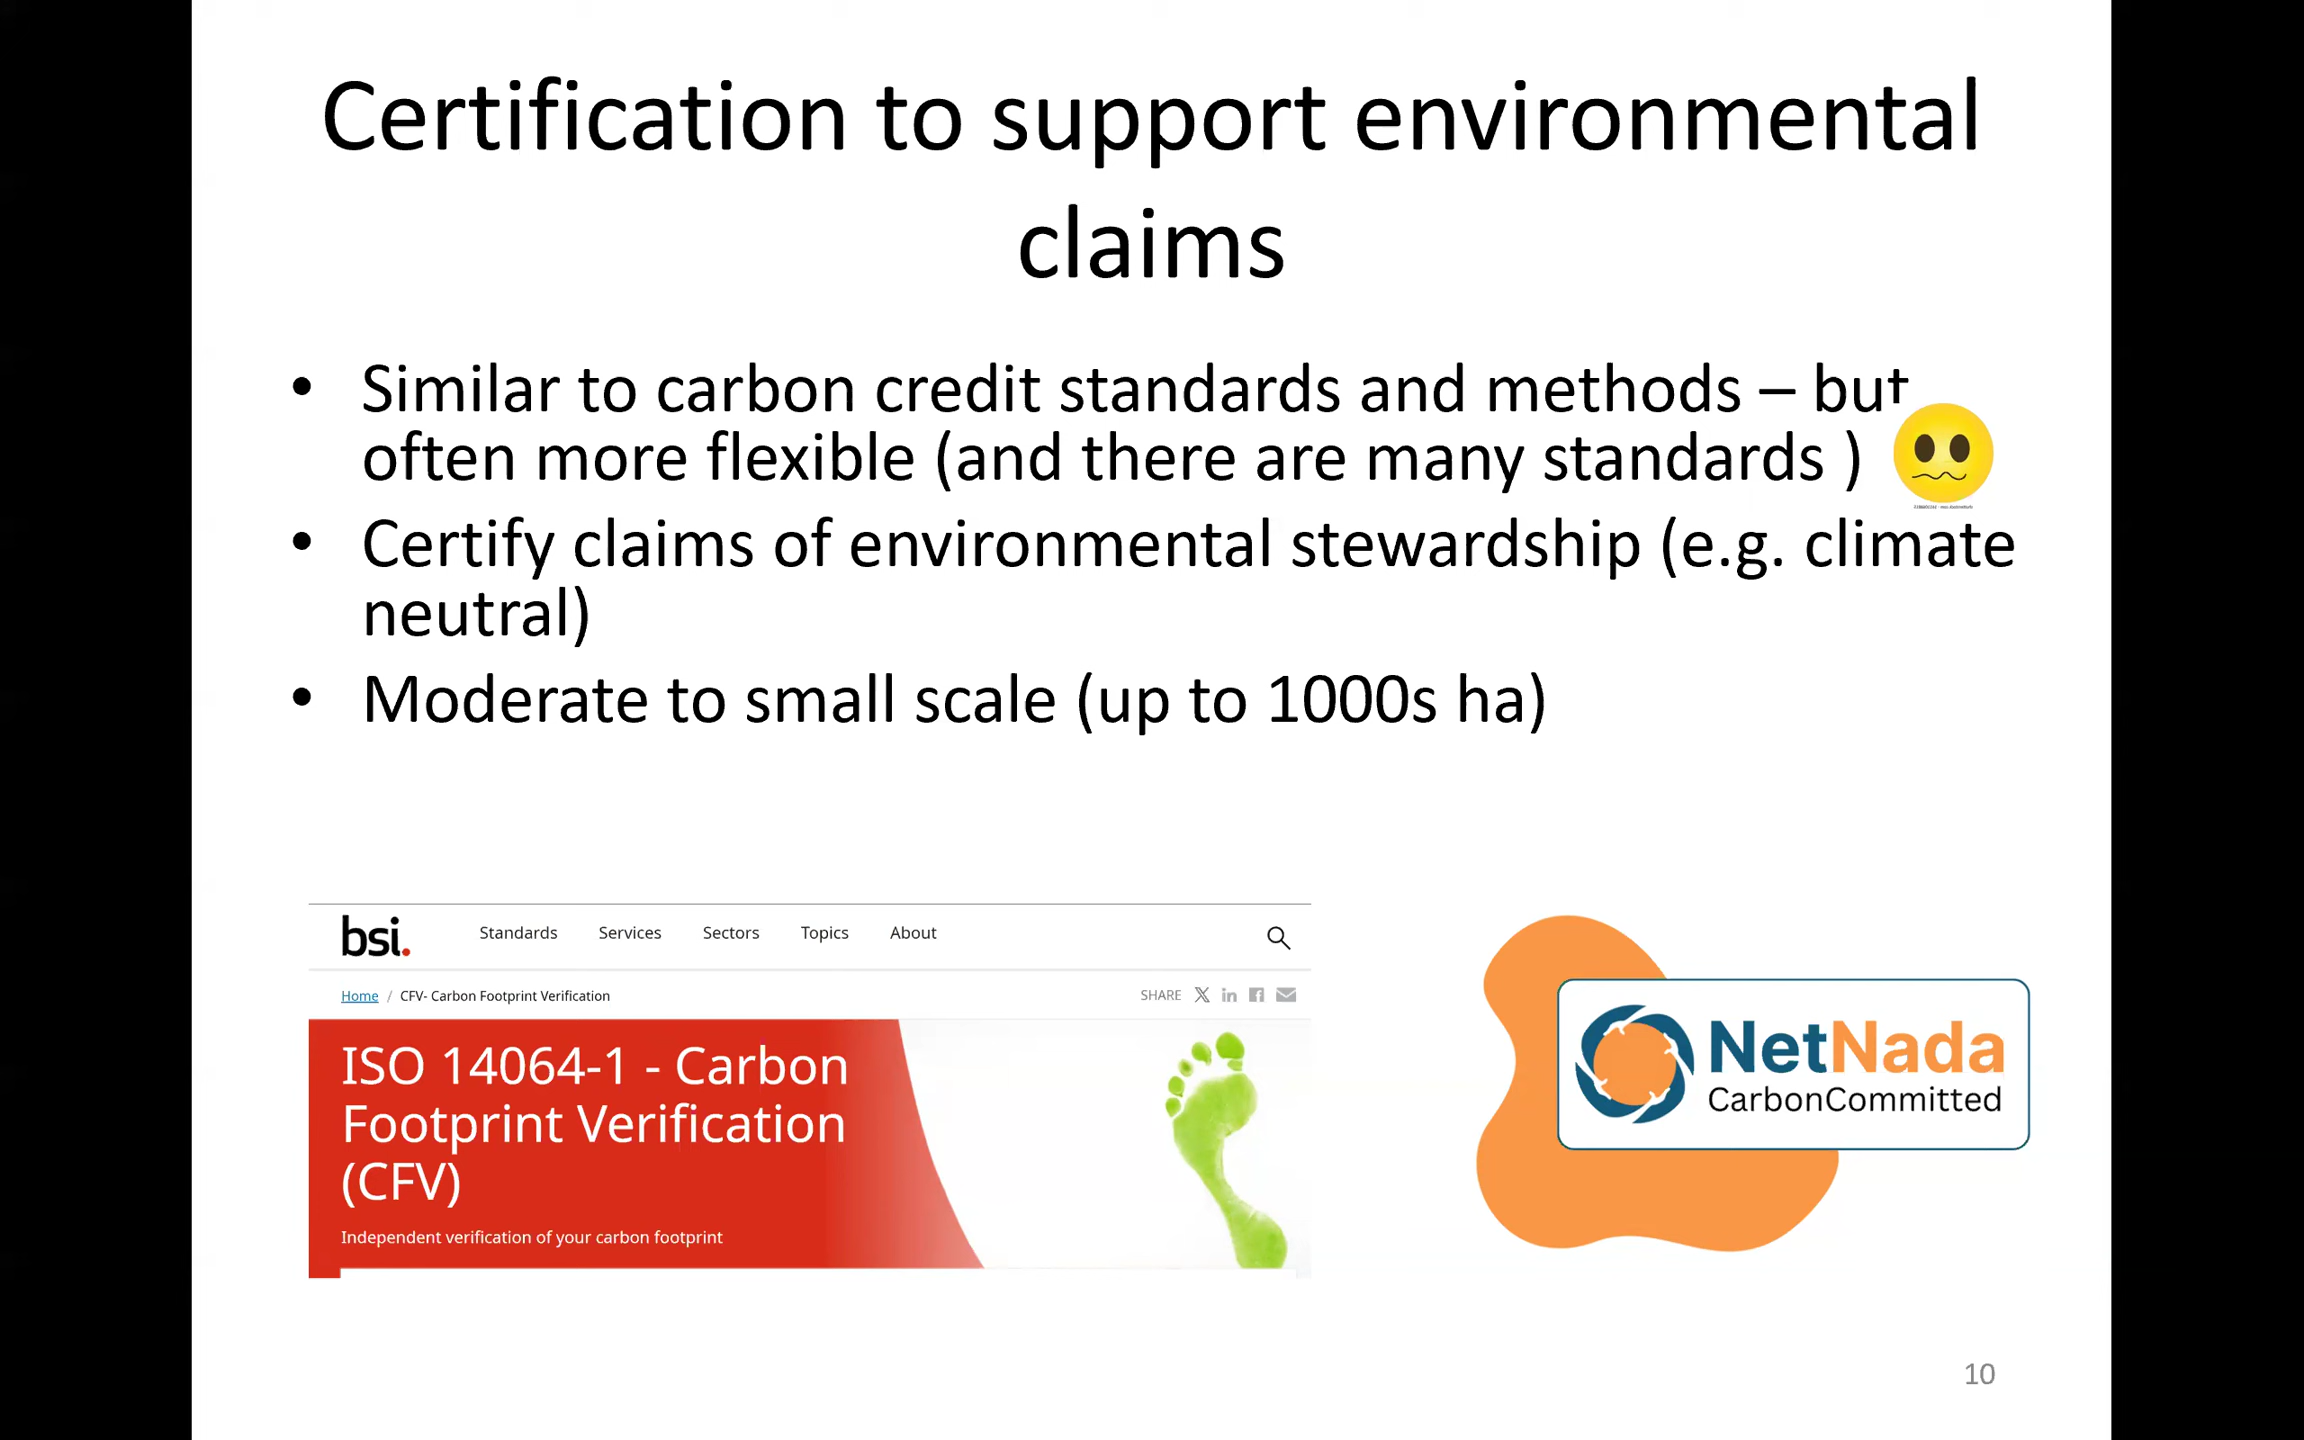 Certification to support environmental
claims
• Similar to carbon credit standards and methods – but
often more flexible (and there are many standards )
• Certify claims of environmental stewardship (e.g. climate
neutral)
• Moderate to small scale (up to 1000s ha)
bsi. Standards Services Sectors Topics About
Home / CFV- Carbon Footprint Verification SHARE
ISO 14064-1 - Carbon
Footprint Verification
(CFV)
Independent verification of your carbon footprint
NetNada
CarbonCommitted
10